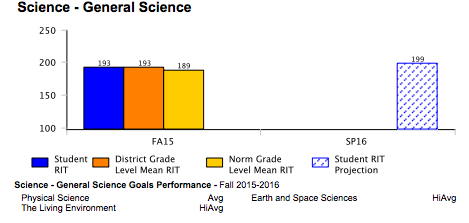 Science - General Science
250
200
150
100
193
193
189
199
FA15
SP16
Student RIT
District Grade Level Mean RIT
Norm Grade Level Mean RIT
Student RIT Projection
Science - General Science Goals Performance - Fall 2015-2016
Physical Science Avg Earth and Space Sciences HiAvg
The Living Environment HiAvg